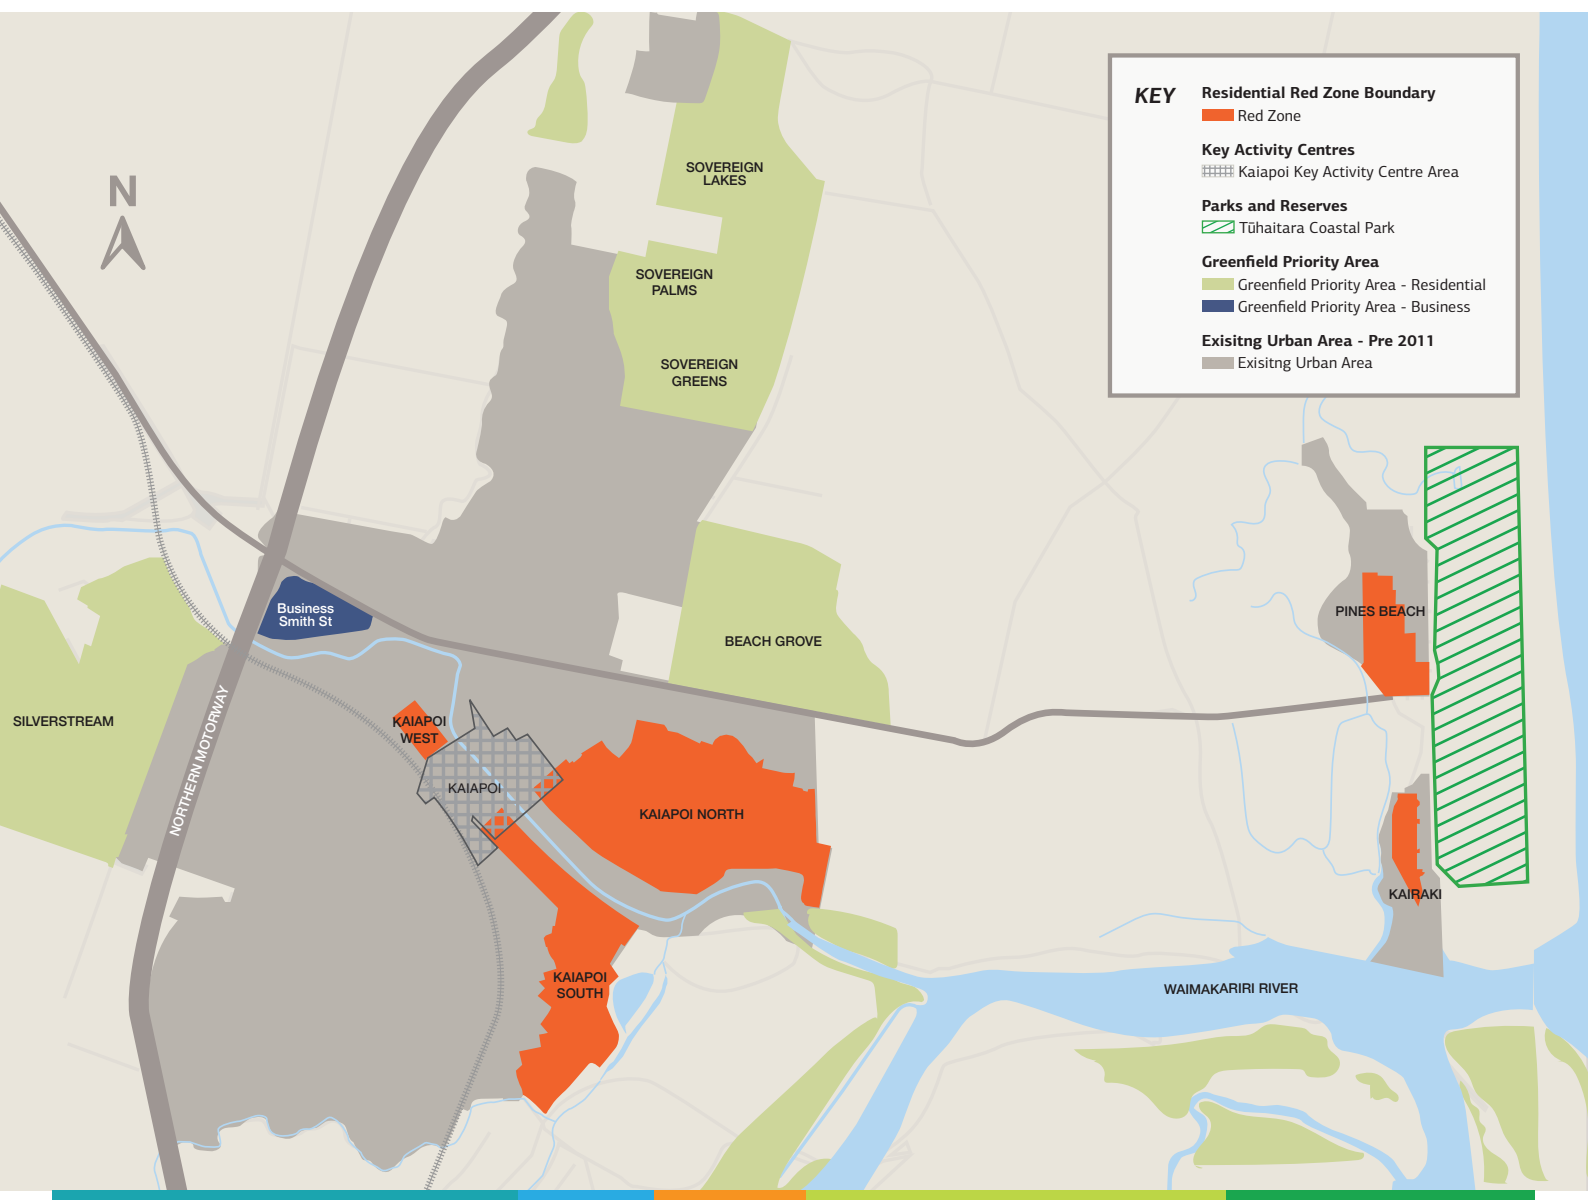 KEY
Residential Red Zone Boundary
Red Zone
Key Activity Centres
Kaiapoi Key Activity Centre Area
Parks and Reserves
Tūhaitara Coastal Park
Greenfield Priority Area
Greenfield Priority Area - Residential
Greenfield Priority Area - Business
Exisitng Urban Area - Pre 2011
Exisitng Urban Area
N
SOVEREIGN
LAKES
SOVEREIGN
PALMS
SOVEREIGN
GREENS
Business
Smith St
PINES BEACH
BEACH GROVE
SILVERSTREAM
NORTHERN MOTORWAY
KAIAPOI
WEST
KAIAPOI
KAIAPOI NORTH
KAIRAKI
KAIAPOI
SOUTH
WAIMAKARIRI RIVER